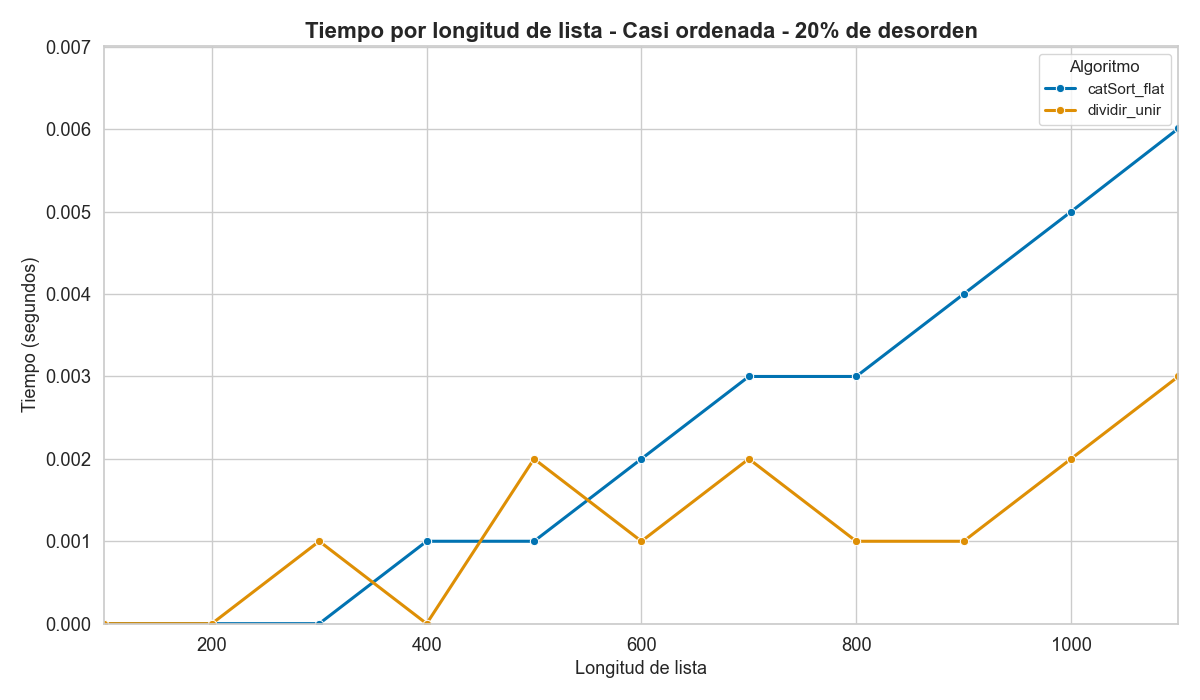 Tiempo por longitud de lista - Casi ordenada - 20% de desorden
Algoritmo
catSort_flat
dividir_unir
Tiempo (segundos)
0.007
0.006
0.005
0.004
0.003
0.002
0.001
0.000
200 400 600 800 1000
Longitud de lista